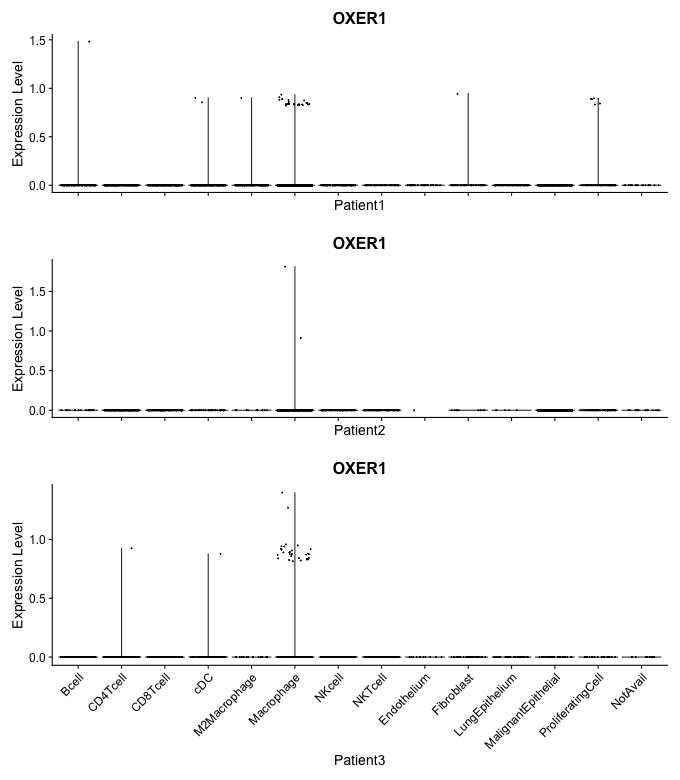 OXER1
Expression Level
1.5
1.0
0.5
0.0
Patient1
OXER1
Expression Level
1.5
1.0
0.5
0.0
Patient2
OXER1
Expression Level
1.0
0.5
0.0
Bcell
CD4Tcell
CD8Tcell
cDC
M2Macrophage
Macrophage
NKcell
NKTcell
Endothelium
Fibroblast
LungEpithelium
MalignantEpithelial
ProliferatingCell
NotAvail
Patient3